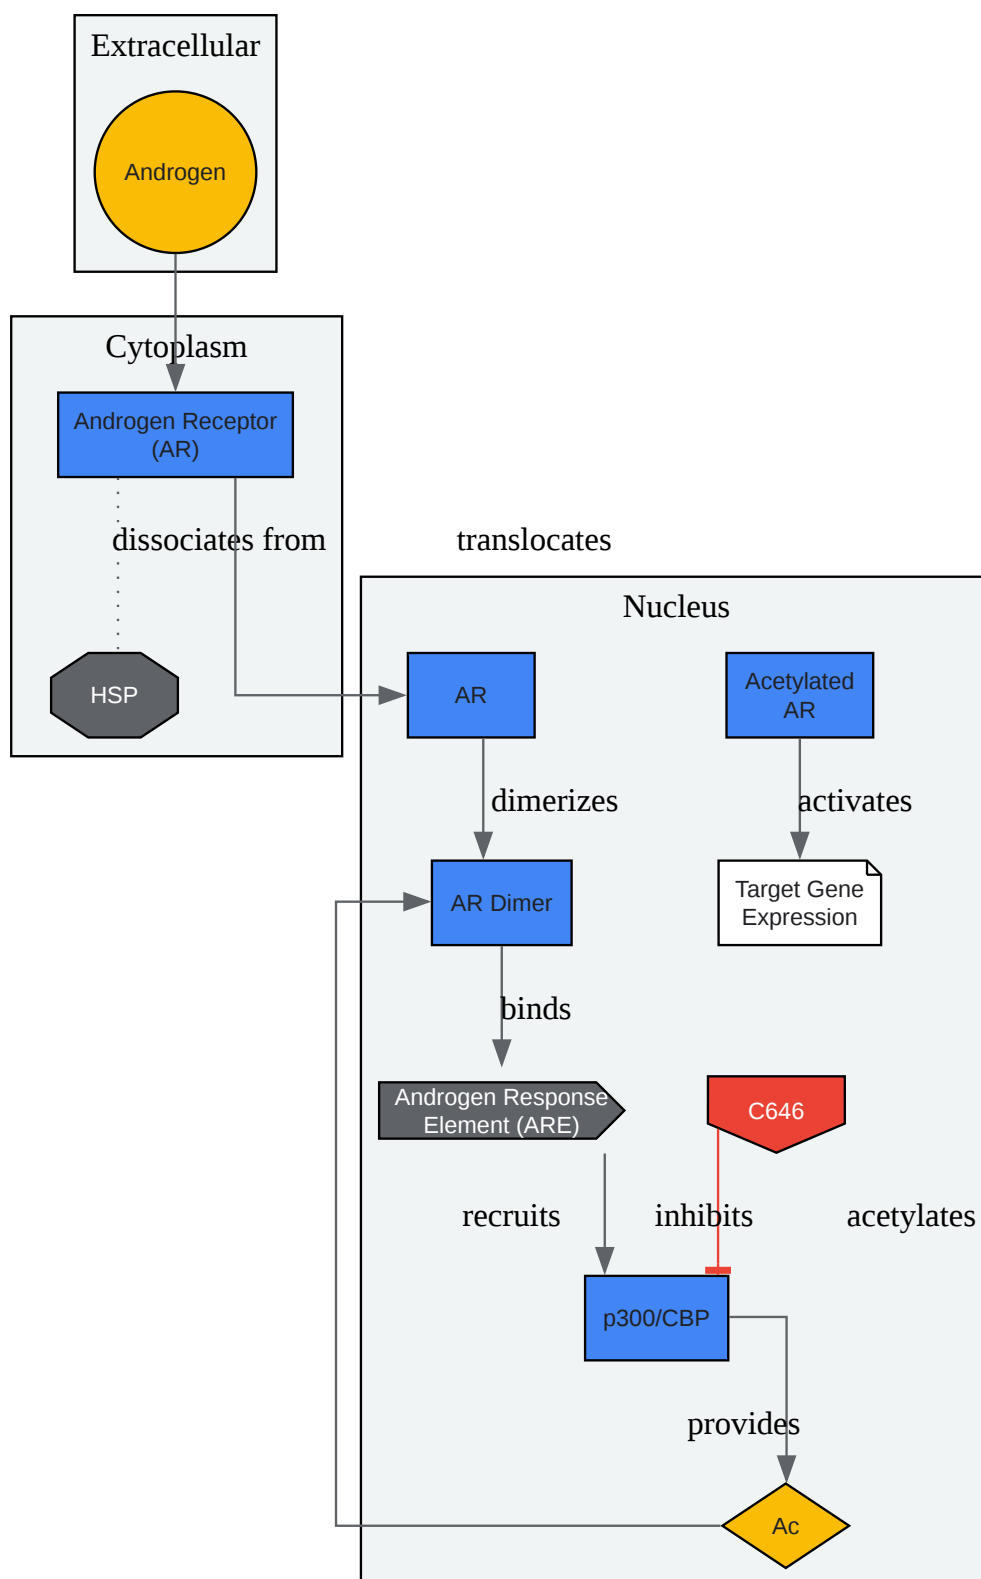 Extracellular
Androgen
Cytoplasm
Androgen Receptor
(AR)
dissociates from
translocates
Nucleus
HSP
AR
Acetylated
AR
dimerizes
activates
AR Dimer
Target Gene
Expression
binds
Androgen Response
Element (ARE)
C646
recruits
inhibits
acetylates
p300/CBP
provides
Ac